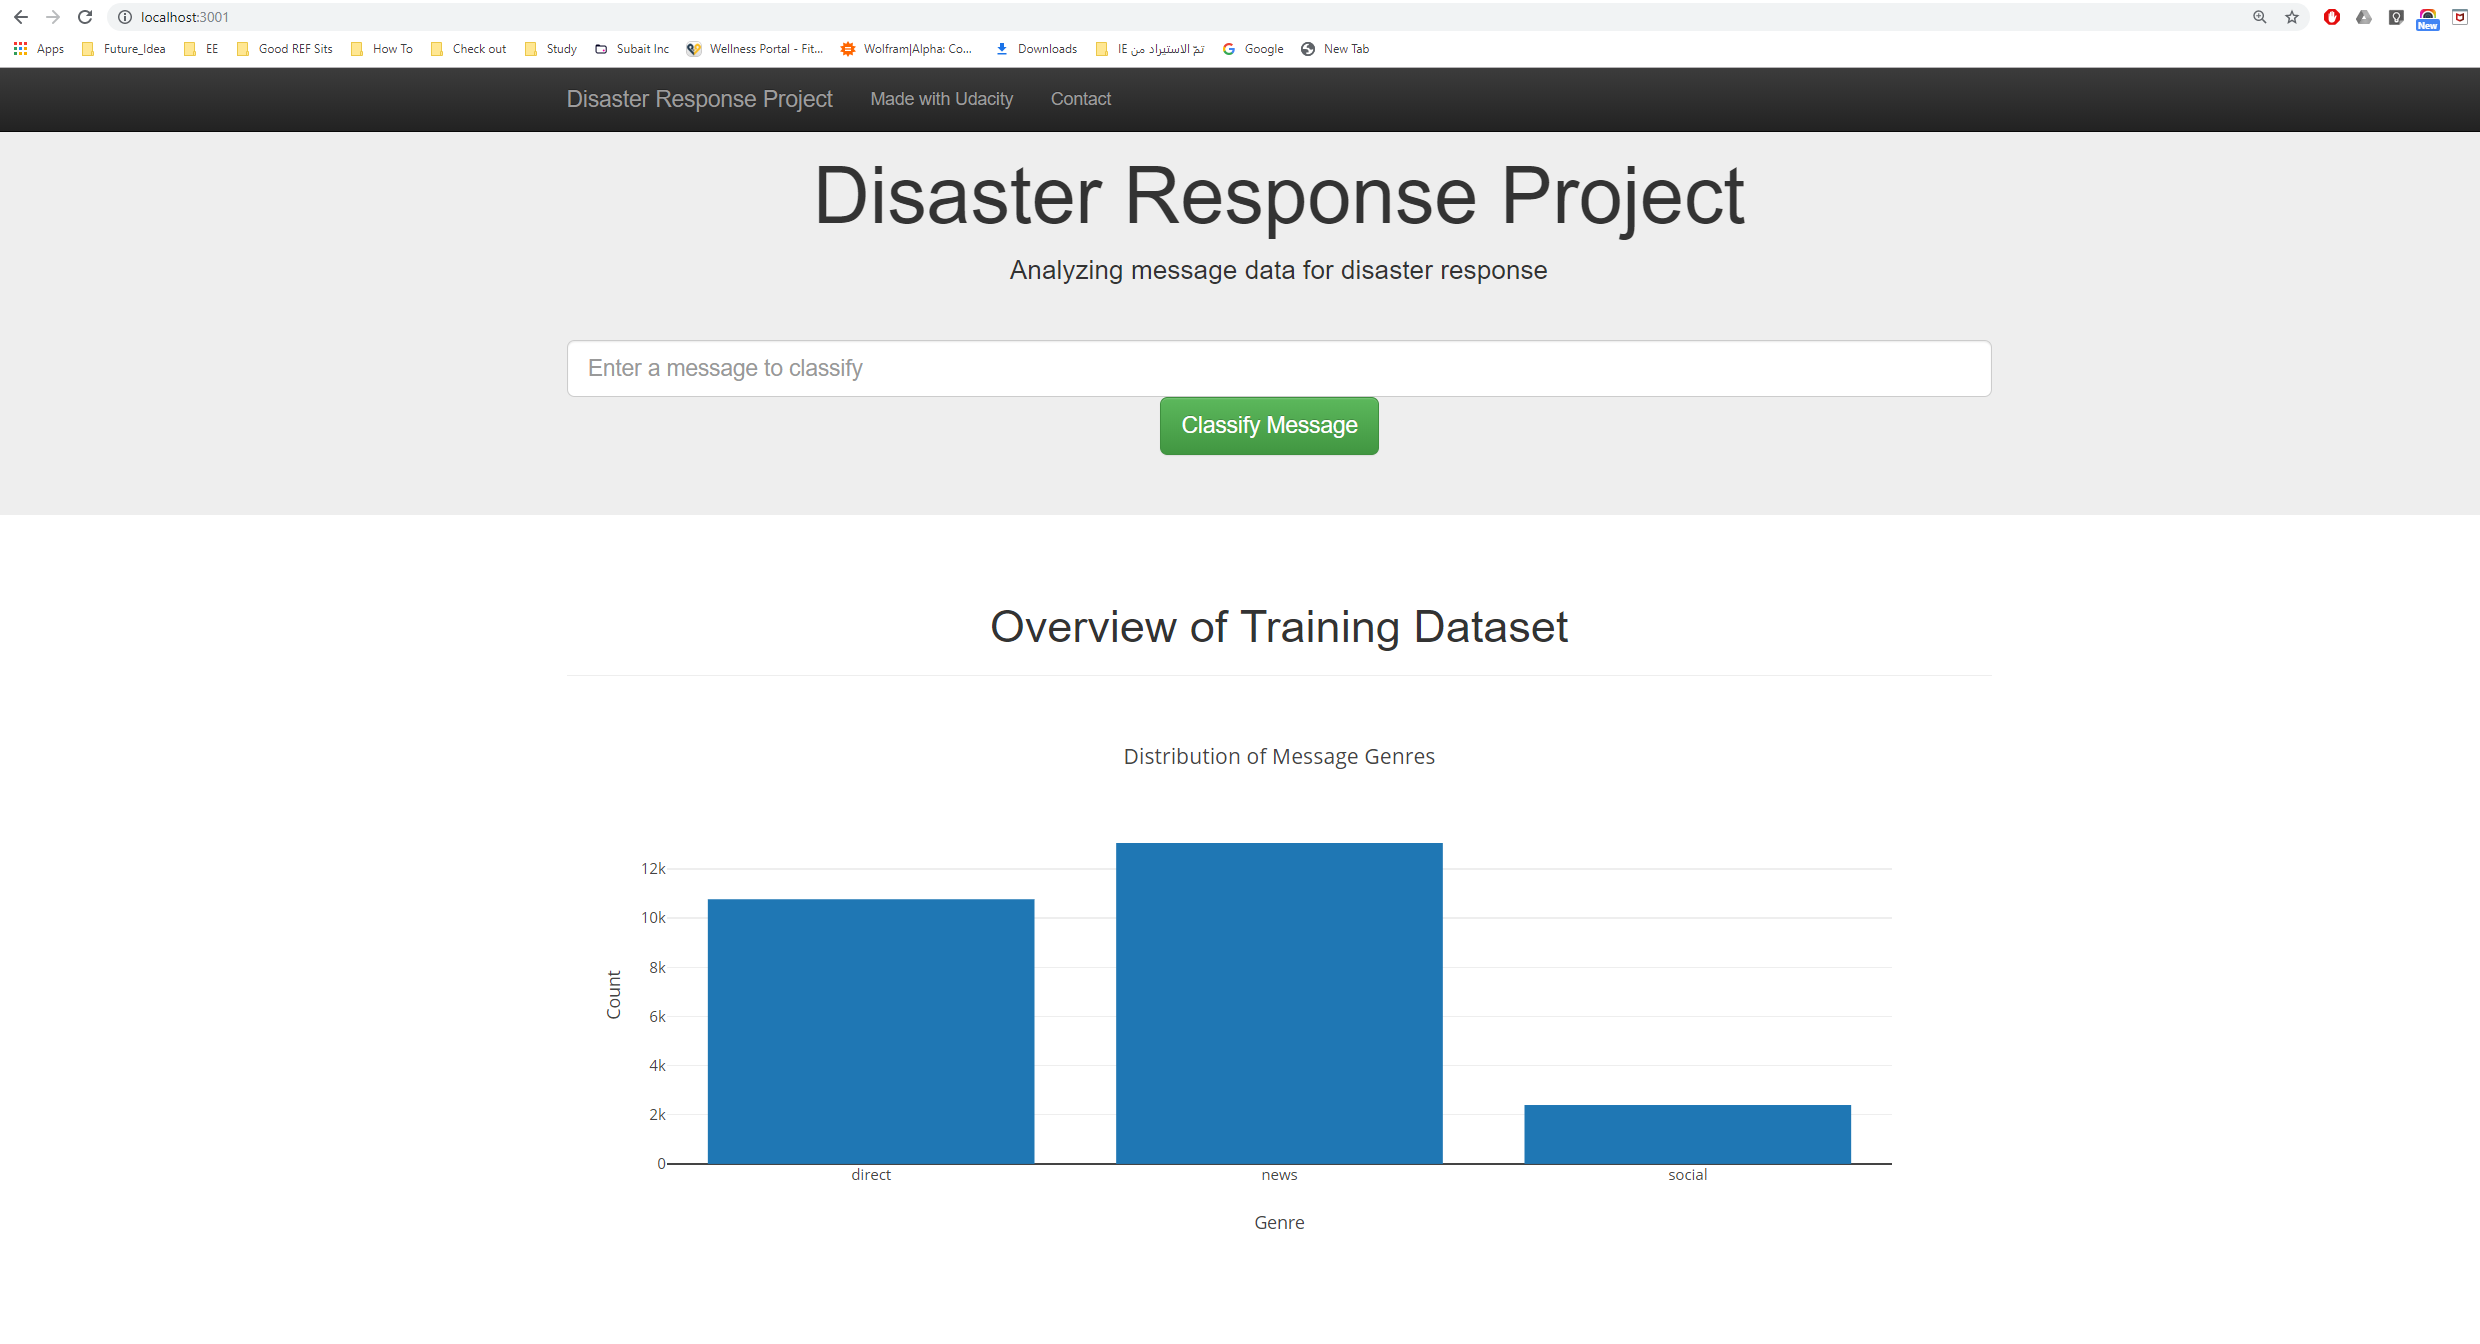 localhost:3001
Apps Future_Idea EE Good REF Sits How To Check out Study Subait Inc Wellness Portal - Fit... Wolfram|Alpha: Co... Downloads تمّ الاستيراد من IE Google New Tab
New
Disaster Response Project Made with Udacity Contact
Disaster Response Project
Analyzing message data for disaster response
Enter a message to classify
Classify Message
Overview of Training Dataset
Distribution of Message Genres
12k
10k
8k
Count
6k
4k
2k
0
direct news social
Genre